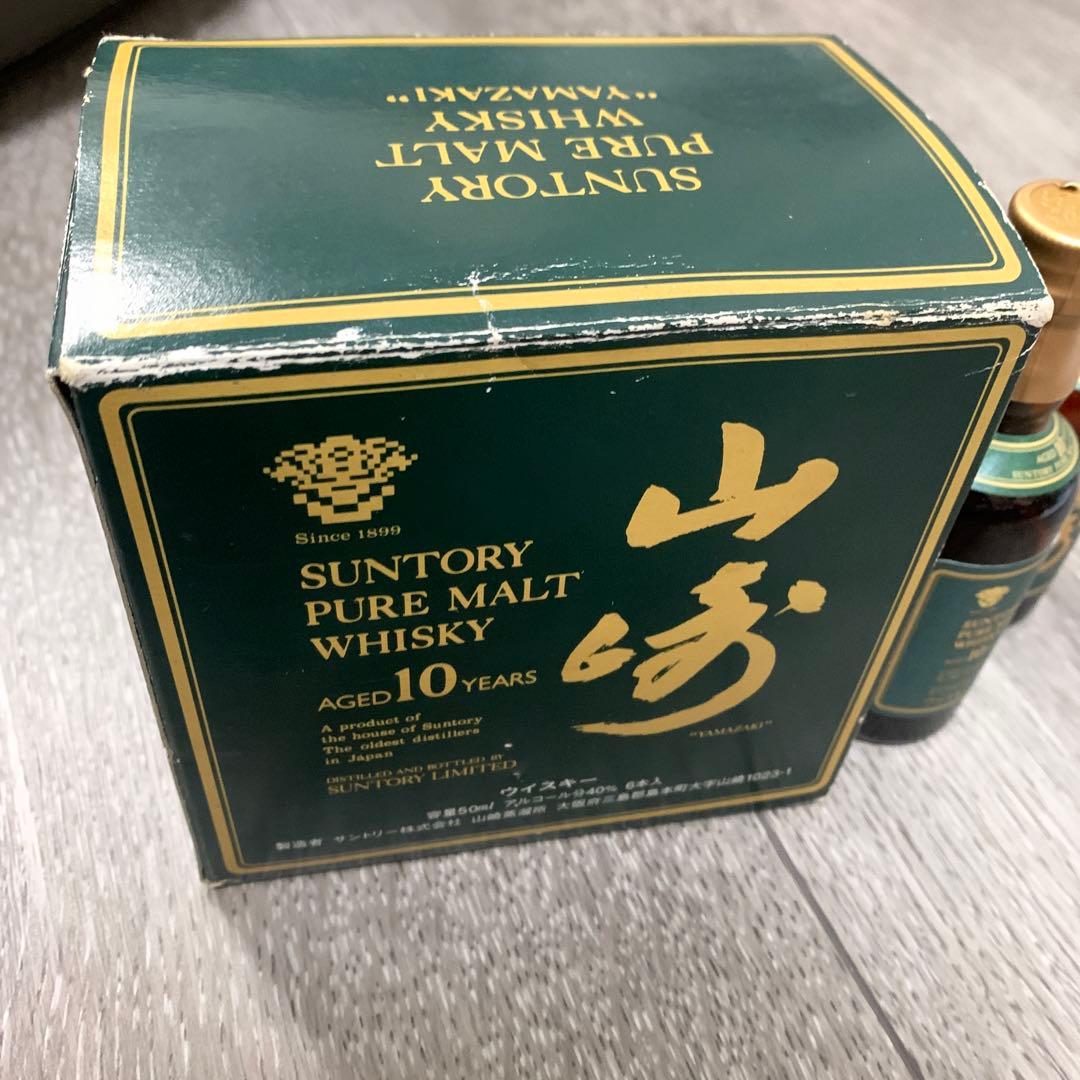 SUNTORY
PURE MALT
WHISKY
"YAMAZAKI"
Since 1899
SUNTORY
PURE MALT
WHISKY
AGED 10 YEARS
A product of
the house of Suntory
The oldest distillers
in Japan
DISTILLED AND BOTTLED BY
SUNTORY LIMITED
山崎
"YAMAZAKI"
ウイスキー
容量50ml アルコール分40% 6本入
製造者 サントリー株式会社 山崎蒸溜所 大阪府三島郡島本町大字山崎1023-1
AGED
SUNTORY PURE